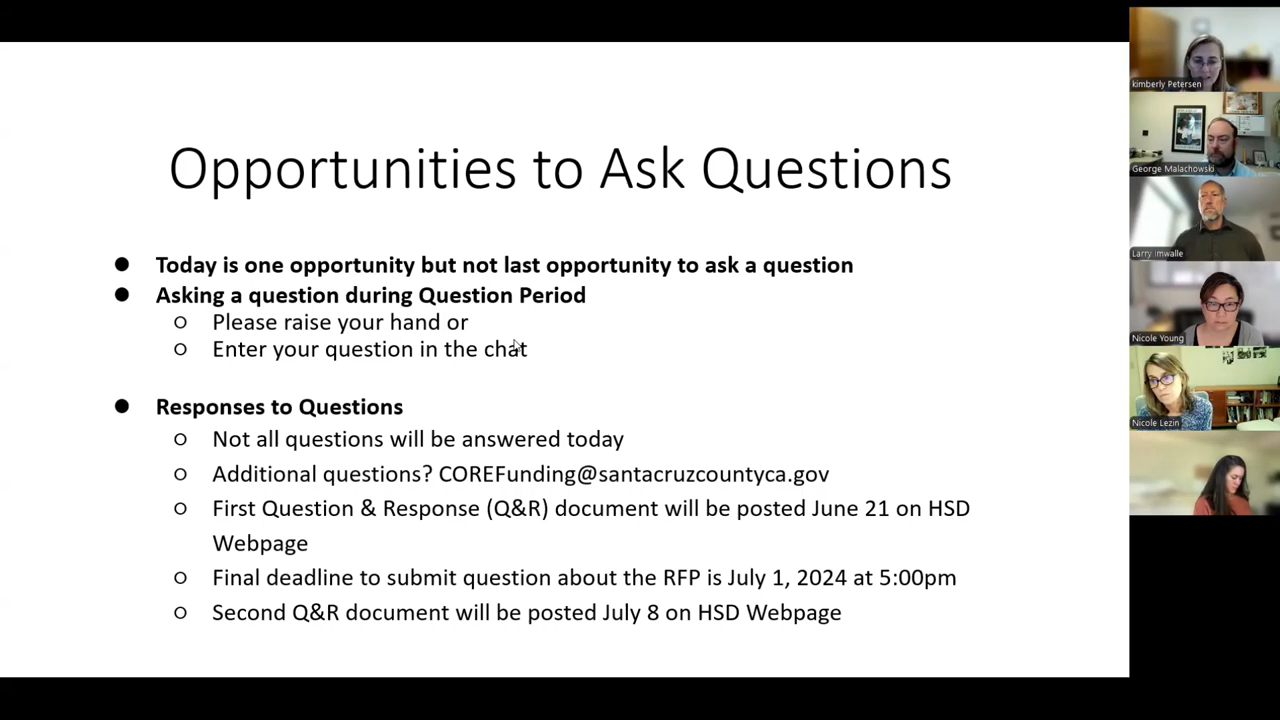 Opportunities to Ask Questions
● Today is one opportunity but not last opportunity to ask a question
● Asking a question during Question Period
○ Please raise your hand or
○ Enter your question in the chat
● Responses to Questions
○ Not all questions will be answered today
○ Additional questions? COREFunding@santacruzcountyca.gov
○ First Question & Response (Q&R) document will be posted June 21 on HSD
Webpage
○ Final deadline to submit question about the RFP is July 1, 2024 at 5:00pm
○ Second Q&R document will be posted July 8 on HSD Webpage
kimberly Petersen
George Malachowski
Larry Imwalle
Nicole Young
Nicole Lezin